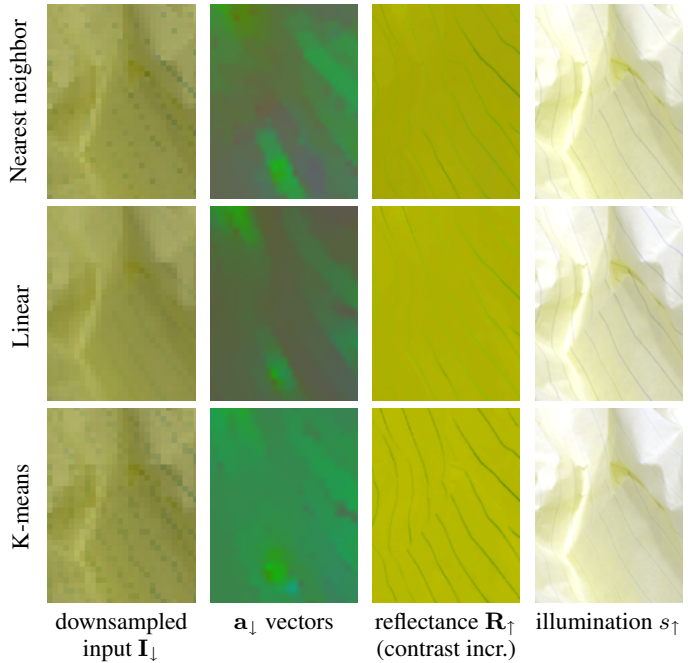 Nearest neighbor
Linear
K-means
downsampled
input I↓
a↓ vectors
reflectance R↑
(contrast incr.)
illumination s↑